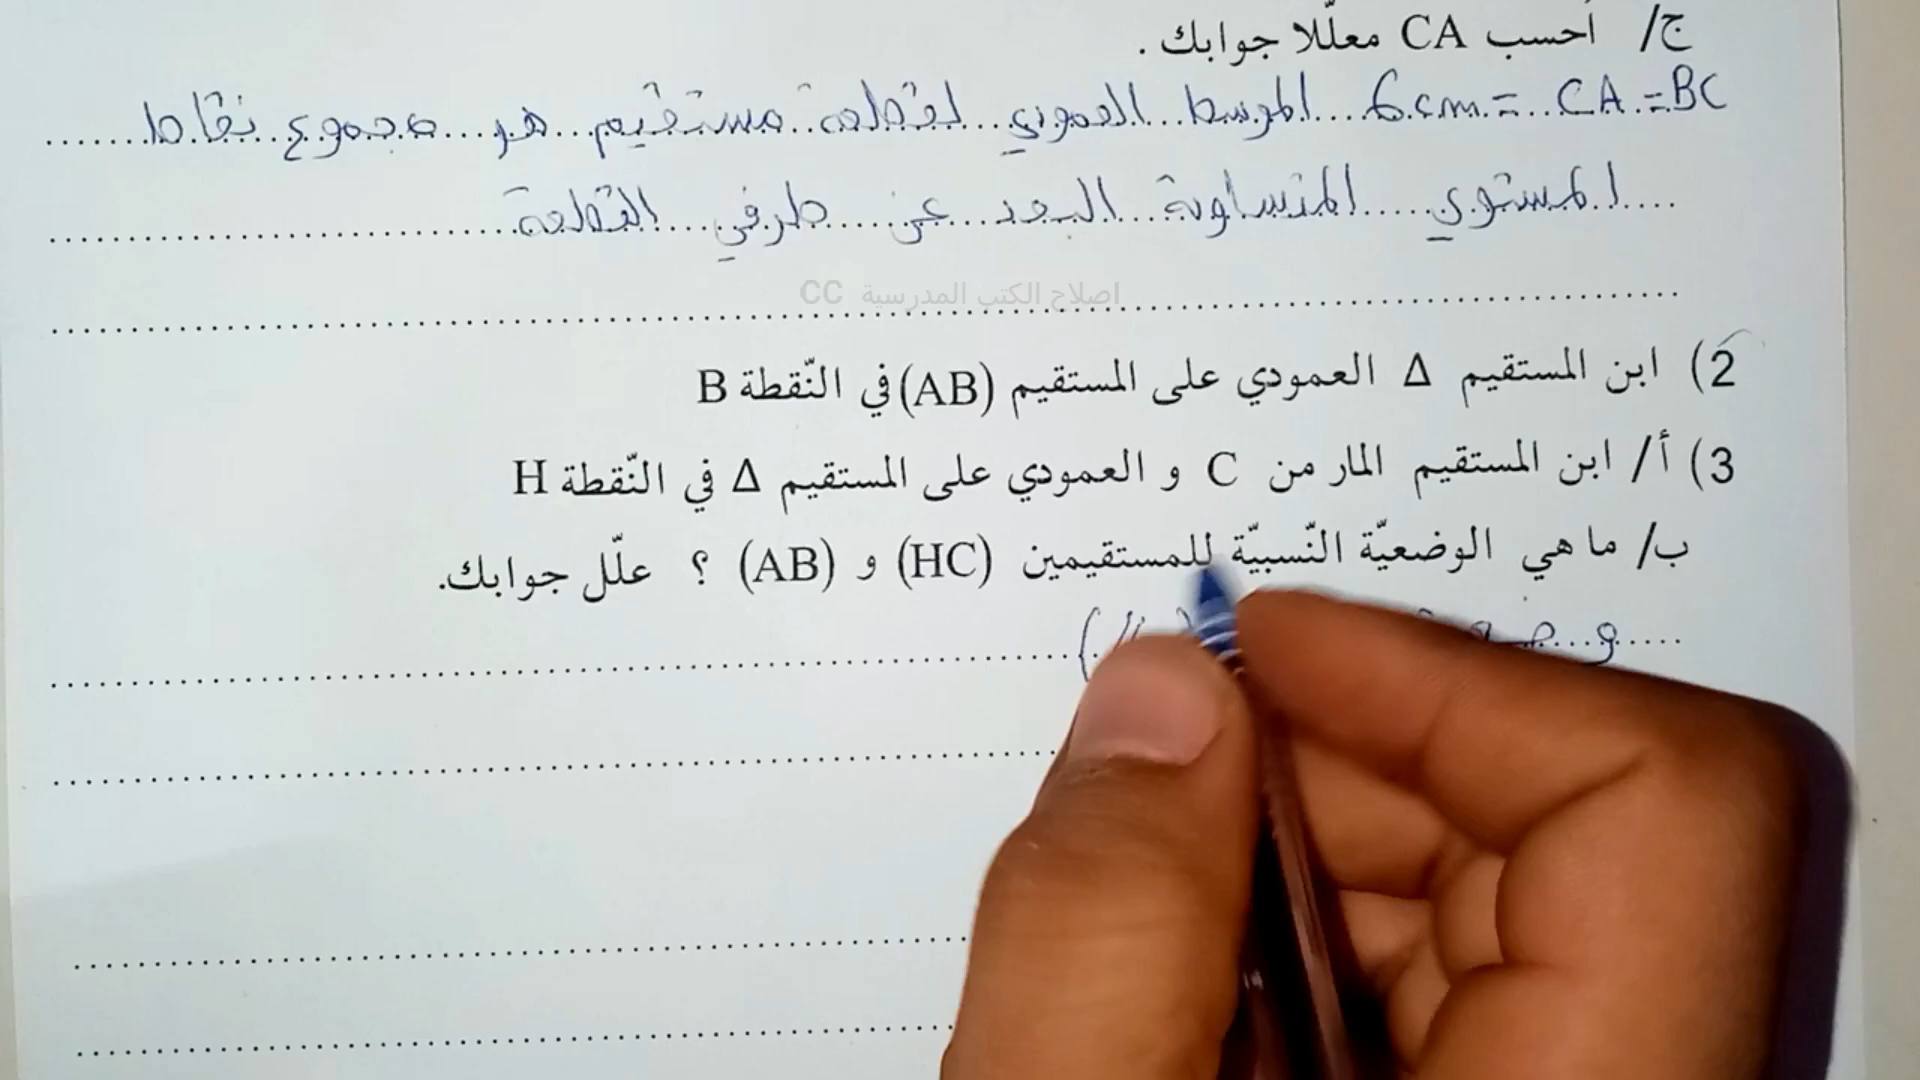 ج/ أحسب CA معلّلا جوابك .
CA = BC = 6cm الموسط العمودي لقطعة مستقيم هو مجموع نقاط
المستوي المتساوية البعد عن طرفي القطعة
اصلاح الكتب المدرسية CC
2) ابن المستقيم Δ العمودي على المستقيم (AB) في النّقطة B
3) أ/ ابن المستقيم المار من C و العمودي على المستقيم Δ في النّقطة H
ب/ ما هي الوضعيّة النّسبيّة للمستقيمين (HC) و (AB) ؟ علّل جوابك.
(//)